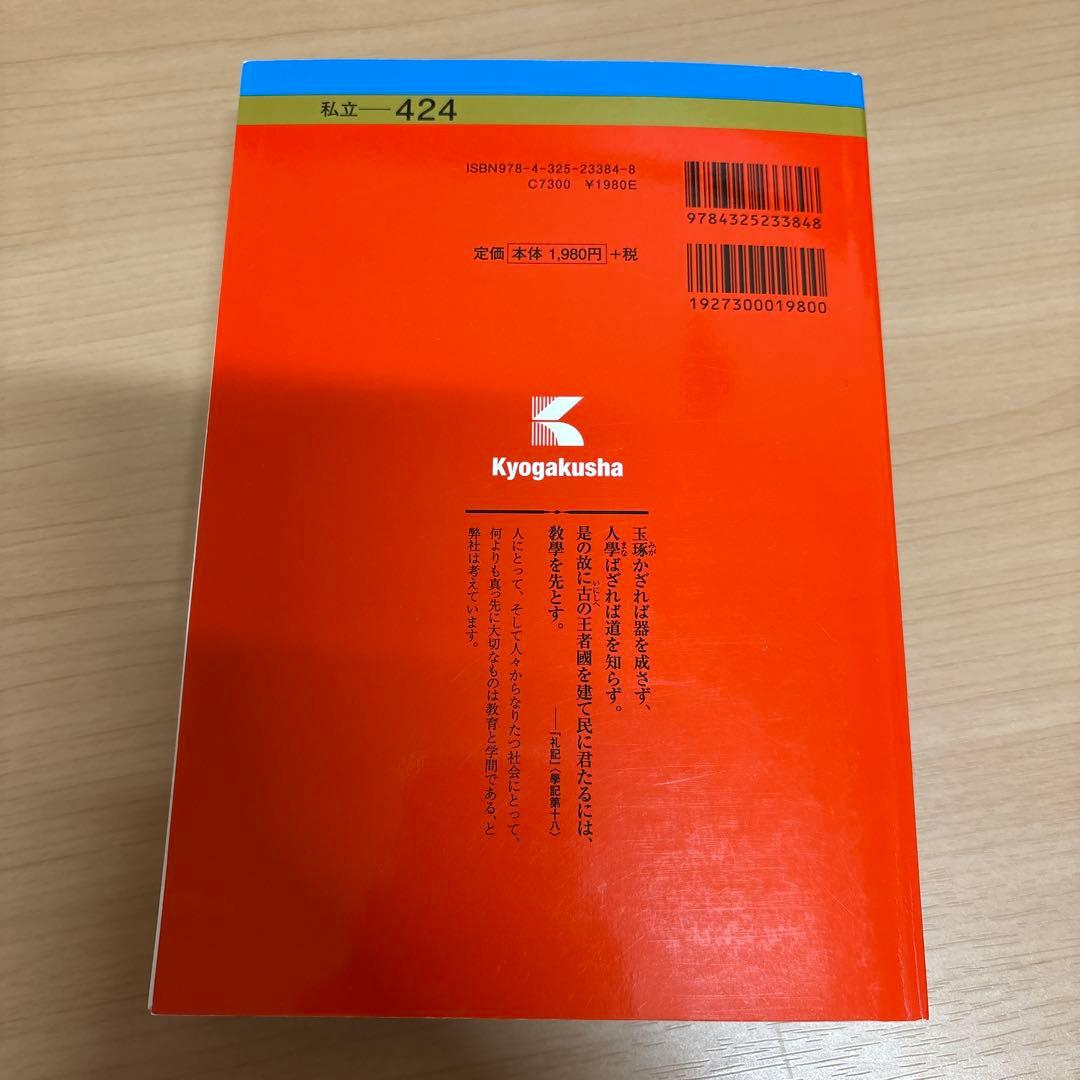 私立―424
ISBN978-4-325-23384-8
C7300 ¥1980E
9784325233848
定価 本体 1,980円 +税
1927300019800
Kyogakusha
玉琢かざれば器を成さず、
人學ばざれば道を知らず。
是の故に古の王者國を建て民に君たるには、
教學を先とす。
―『礼記』〈學記第十八〉
人にとって、そして人々からなりたつ社会にとって、
何よりも真っ先に大切なものは教育と学問である、と
弊社は考えています。